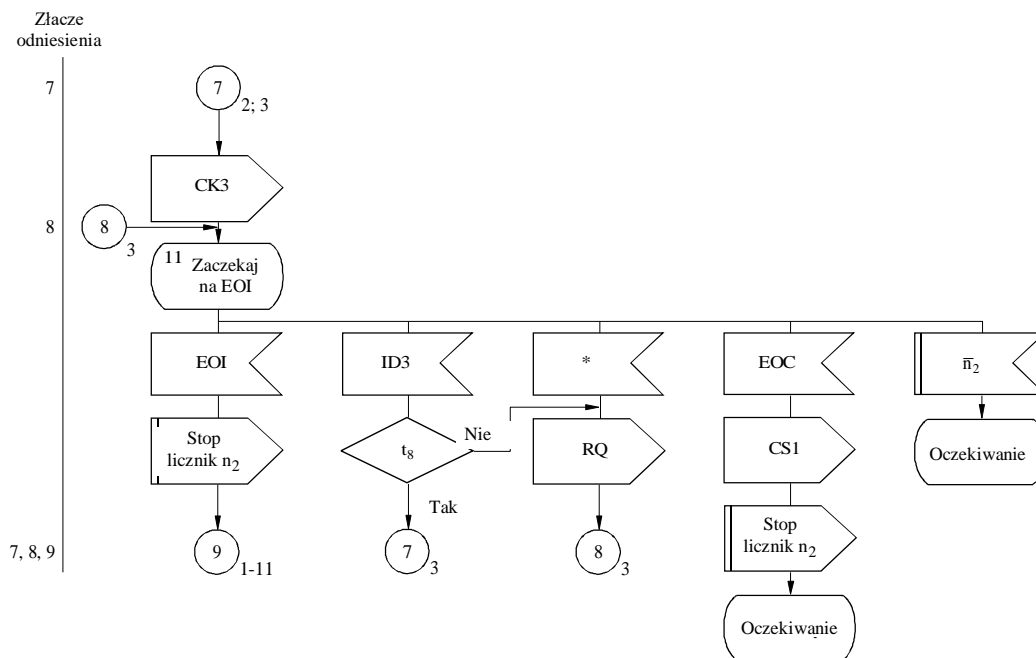 Złacze
odniesienia
7
7
2; 3
CK3
8
8
3
11 Zaczekaj
na EOI
EOI
ID3
*
EOC
n̅₂
Stop
licznik n₂
t₈
Nie
RQ
CS1
Oczekiwanie
Tak
Stop
licznik n₂
7, 8, 9
9
1-11
7
3
8
3
Oczekiwanie